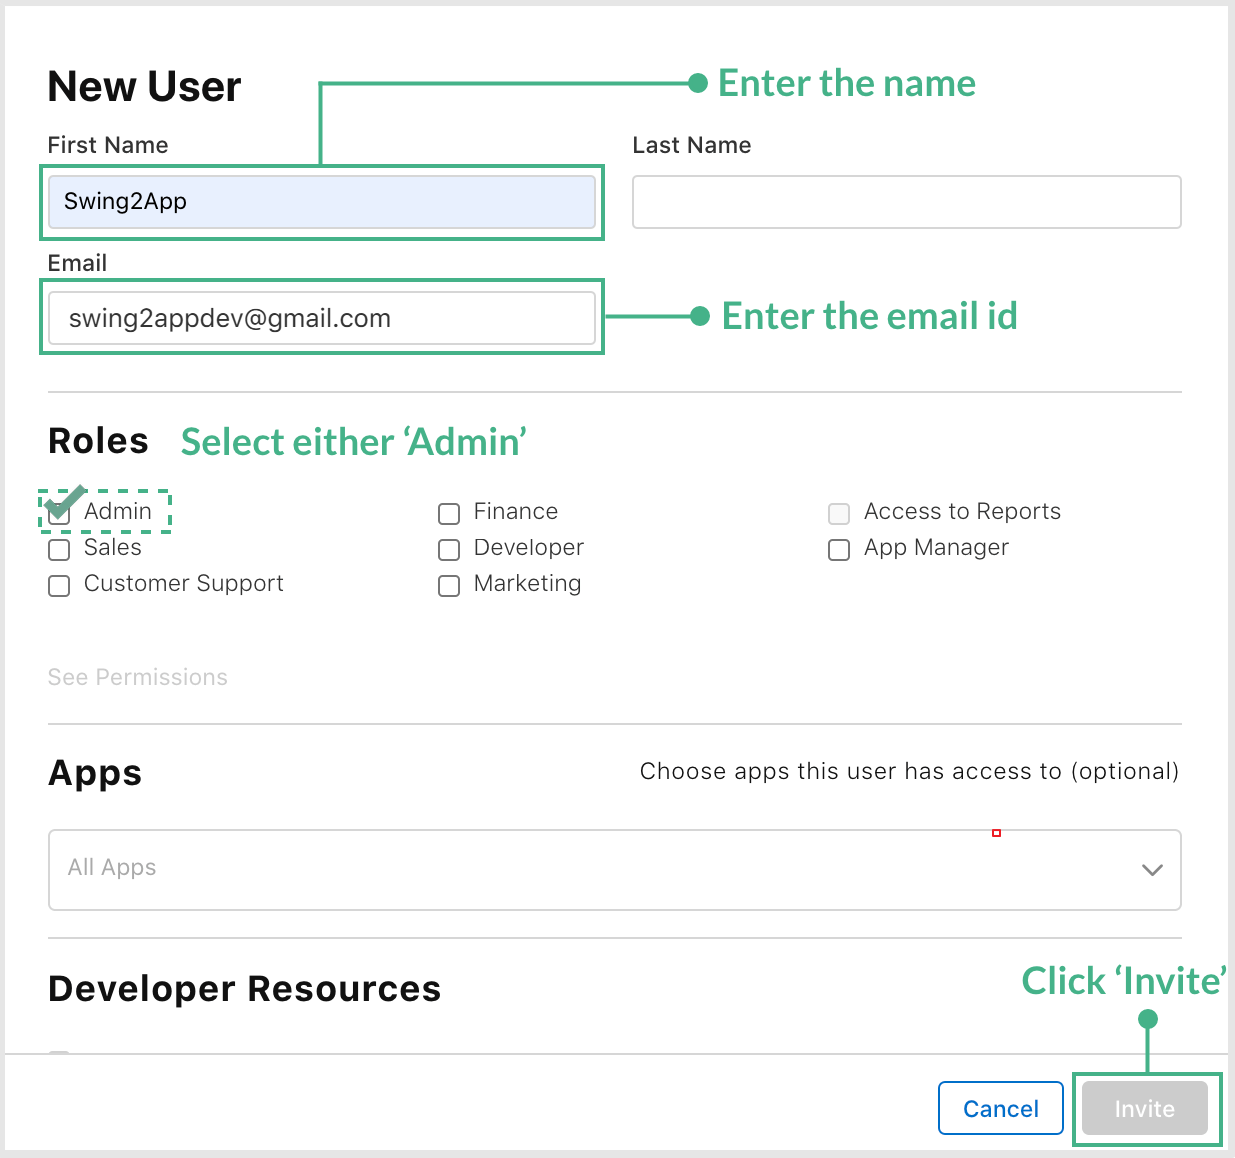 New User
Enter the name
First Name
Last Name
Swing2App
Email
swing2appdev@gmail.com
Enter the email id
Roles
Select either ‘Admin’
Admin
Finance
Access to Reports
Sales
Developer
App Manager
Customer Support
Marketing
See Permissions
Apps
Choose apps this user has access to (optional)
All Apps
Developer Resources
Click ‘Invite’
Cancel
Invite